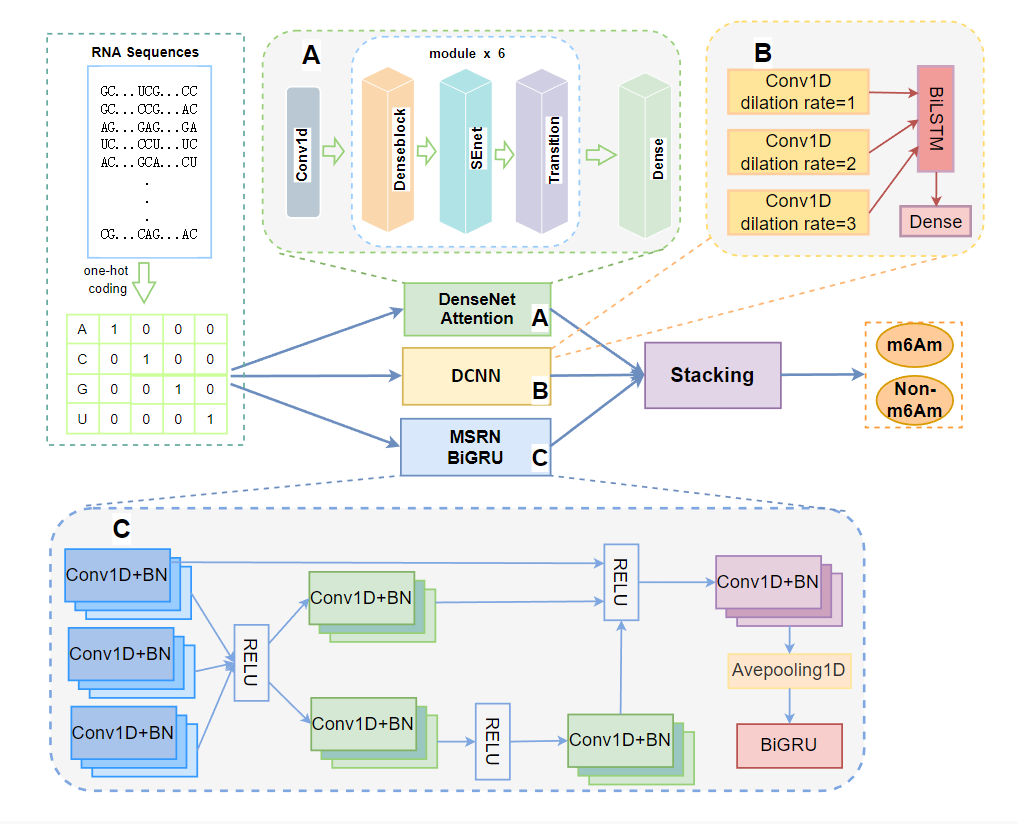 RNA Sequences
GC...UCG...CC
GC...CCG...AC
AG...GAG...GA
UC...CCU...UC
AC...GCA...CU
.
.
.
CG...CAG...AC
one-hot
coding
A 1 0 0 0
C 0 1 0 0
G 0 0 1 0
U 0 0 0 1
A
module x 6
Conv1d
Denseblock
SEnet
Transition
Dense
B
Conv1D
dilation rate=1
Conv1D
dilation rate=2
Conv1D
dilation rate=3
BiLSTM
Dense
DenseNet
Attention
A
DCNN
B
MSRN
BiGRU
C
Stacking
m6Am
Non-
m6Am
C
Conv1D+BN
Conv1D+BN
Conv1D+BN
RELU
Conv1D+BN
Conv1D+BN
RELU
Conv1D+BN
RELU
Conv1D+BN
Avepooling1D
BiGRU